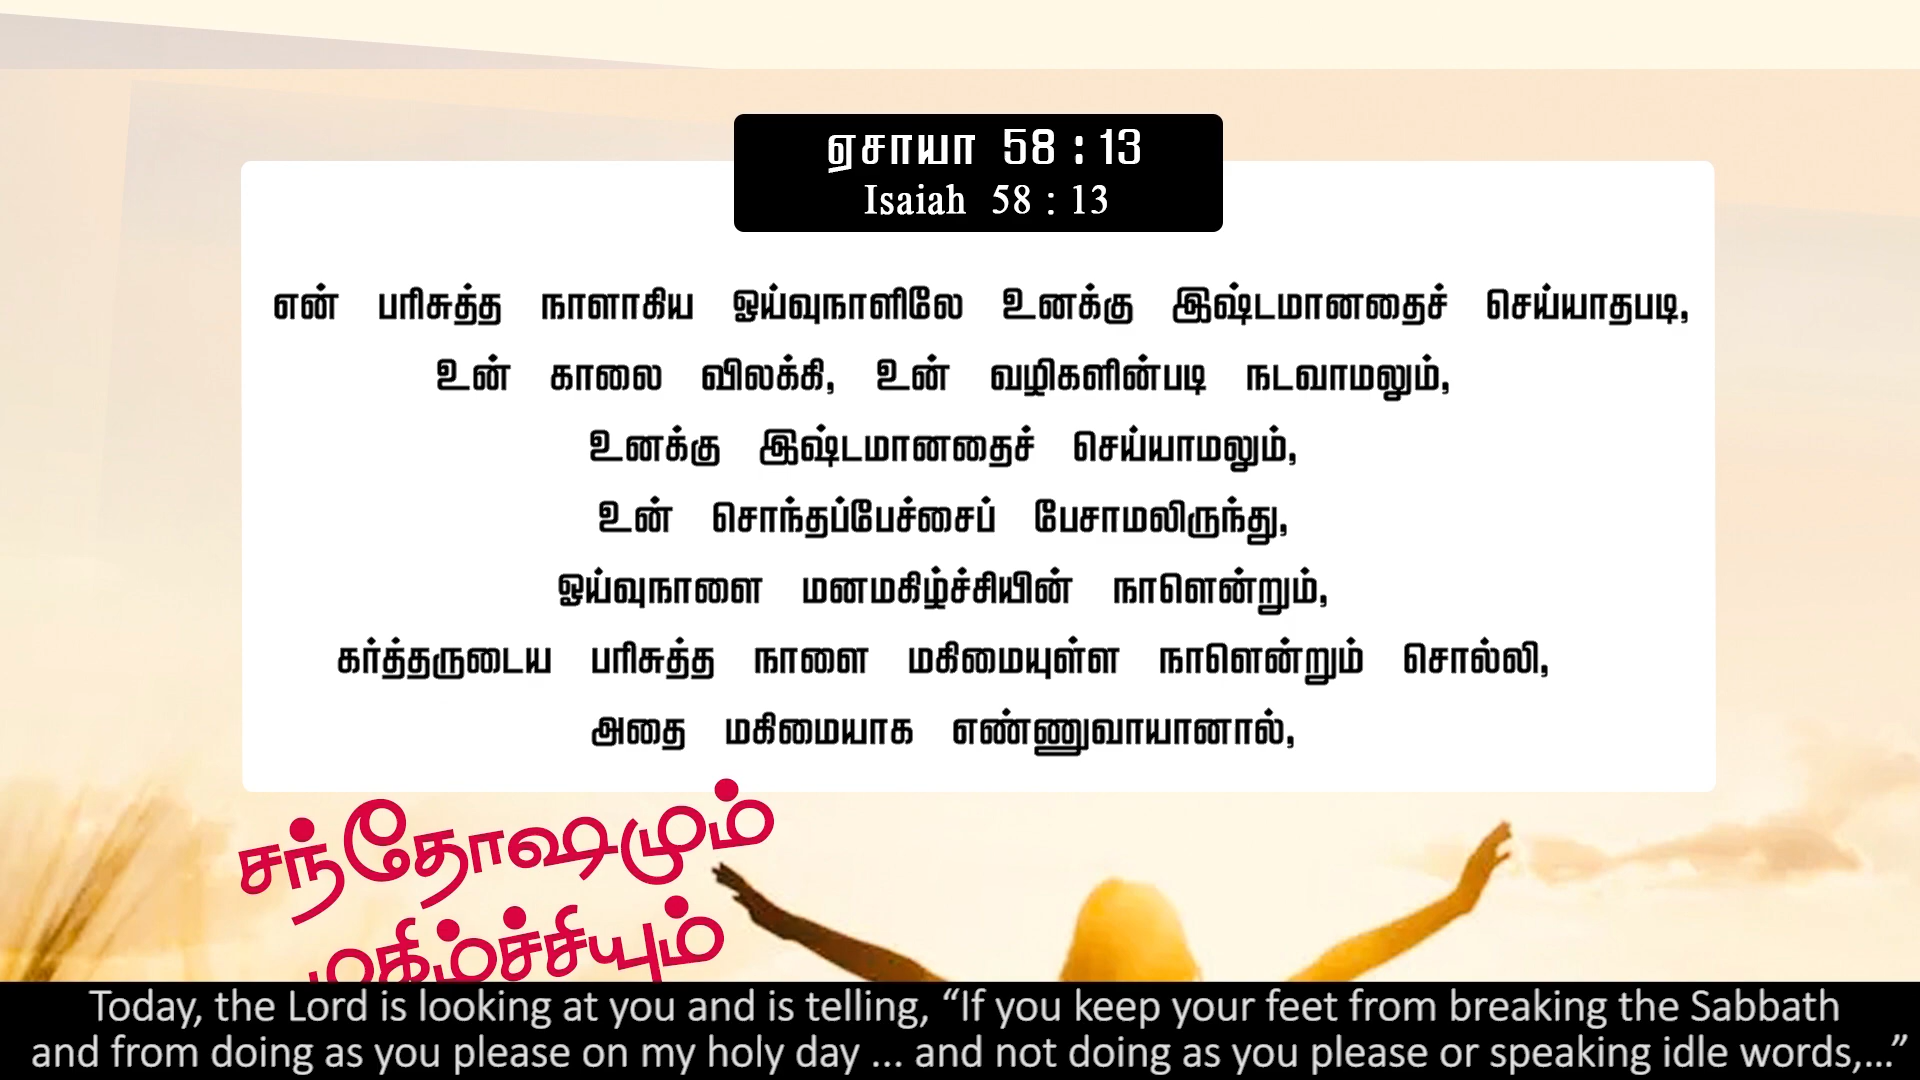 ஏசாயா 58 : 13
Isaiah 58 : 13
என் பரிசுத்த நாளாகிய ஓய்வுநாளிலே உனக்கு இஷ்டமானதைச் செய்யாதபடி,
உன் காலை விலக்கி, உன் வழிகளின்படி நடவாமலும்,
உனக்கு இஷ்டமானதைச் செய்யாமலும்,
உன் சொந்தப்பேச்சைப் பேசாமலிருந்து,
ஓய்வுநாளை மனமகிழ்ச்சியின் நாளென்றும்,
கர்த்தருடைய பரிசுத்த நாளை மகிமையுள்ள நாளென்றும் சொல்லி,
அதை மகிமையாக எண்ணுவாயானால்,
சந்தோஷமும்
மகிழ்ச்சியும்
Today, the Lord is looking at you and is telling, “If you keep your feet from breaking the Sabbath
and from doing as you please on my holy day ... and not doing as you please or speaking idle words,...”